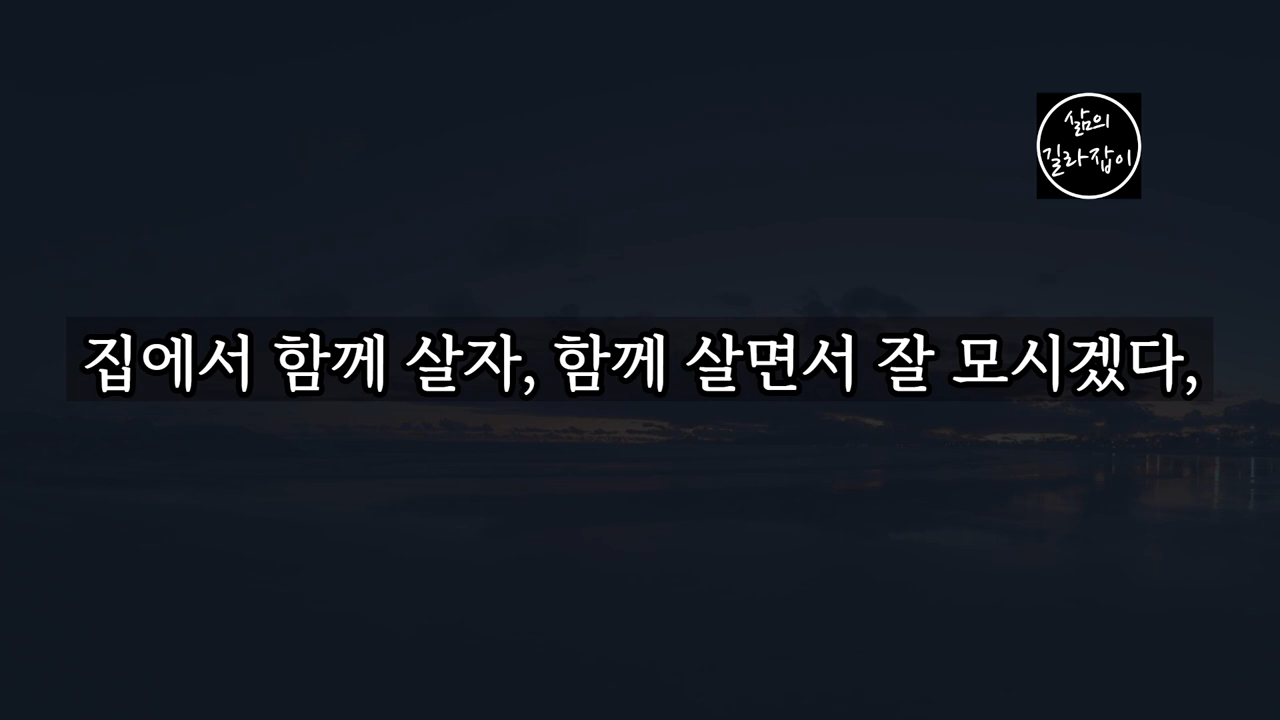 삶의
길라잡이
집에서 함께 살자, 함께 살면서 잘 모시겠다,